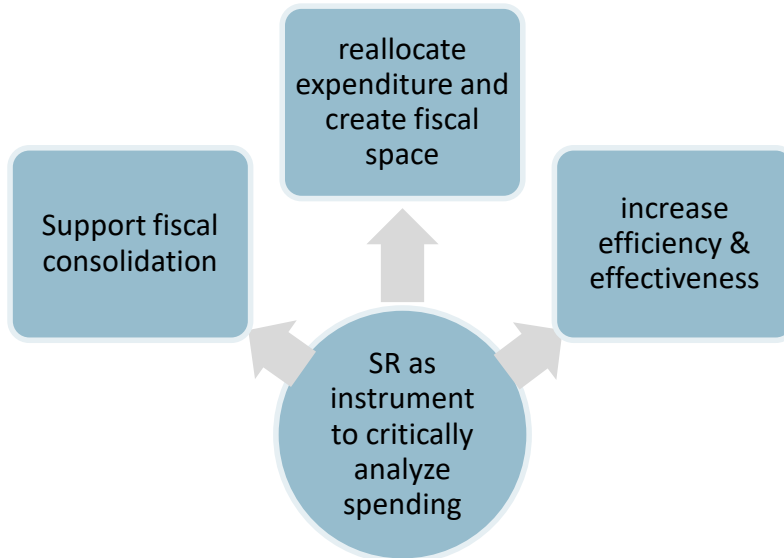 reallocate
expenditure and
create fiscal
space
Support fiscal
consolidation
increase
efficiency &
effectiveness
SR as
instrument
to critically
analyze
spending